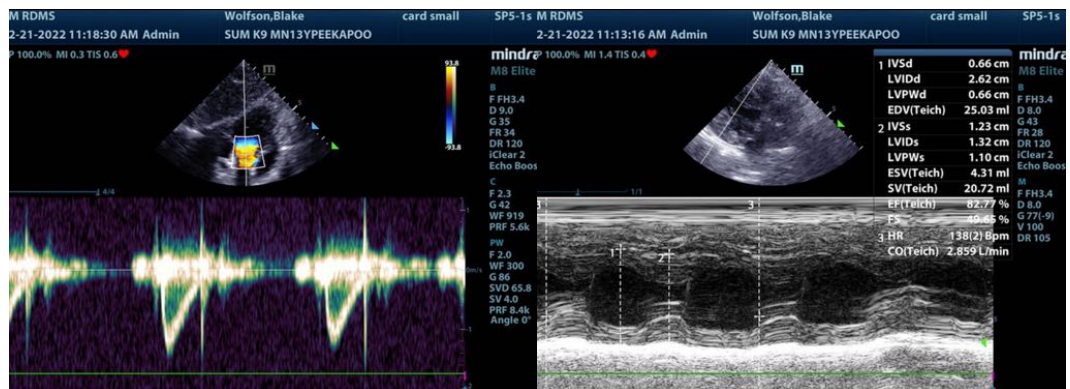 M RDMS
Wolfson,Blake
card small
SP5-1s
2-21-2022 11:18:30 AM Admin
SUM K9 MN13YPEEKAPOO
P 100.0% MI 0.3 TIS 0.6
m
93.8
-93.8
mindra
M8 Elite
B
F FH3.4
D 9.0
G 35
FR 34
DR 120
iClear 2
Echo Boos
C
F 2.3
G 42
WF 919
PRF 5.6k
PW
F 2.0
WF 300
G 86
SVD 65.8
SV 4.0
PRF 8.4k
Angle 0°
4/4
0m/s
-1
M RDMS
Wolfson,Blake
card small
SP5-1s
2-21-2022 11:13:16 AM Admin
SUM K9 MN13YPEEKAPOO
P 100.0% MI 1.4 TIS 0.4
m
1 IVSd 0.66 cm
LVIDd 2.62 cm
LVPWd 0.66 cm
EDV(Teich) 25.03 ml
2 IVSs 1.23 cm
LVIDs 1.32 cm
LVPWs 1.10 cm
ESV(Teich) 4.31 ml
SV(Teich) 20.72 ml
EF(Teich) 82.77 %
FS 49.65 %
3 HR 138(2) Bpm
CO(Teich) 2.859 L/min
mindra
M8 Elite
B
F FH3.4
D 8.0
G 43
FR 28
DR 120
iClear 2
Echo Boos
M
F FH3.4
D 8.0
G 77(-9)
V 100
DR 105
1/1
3
3
1
2